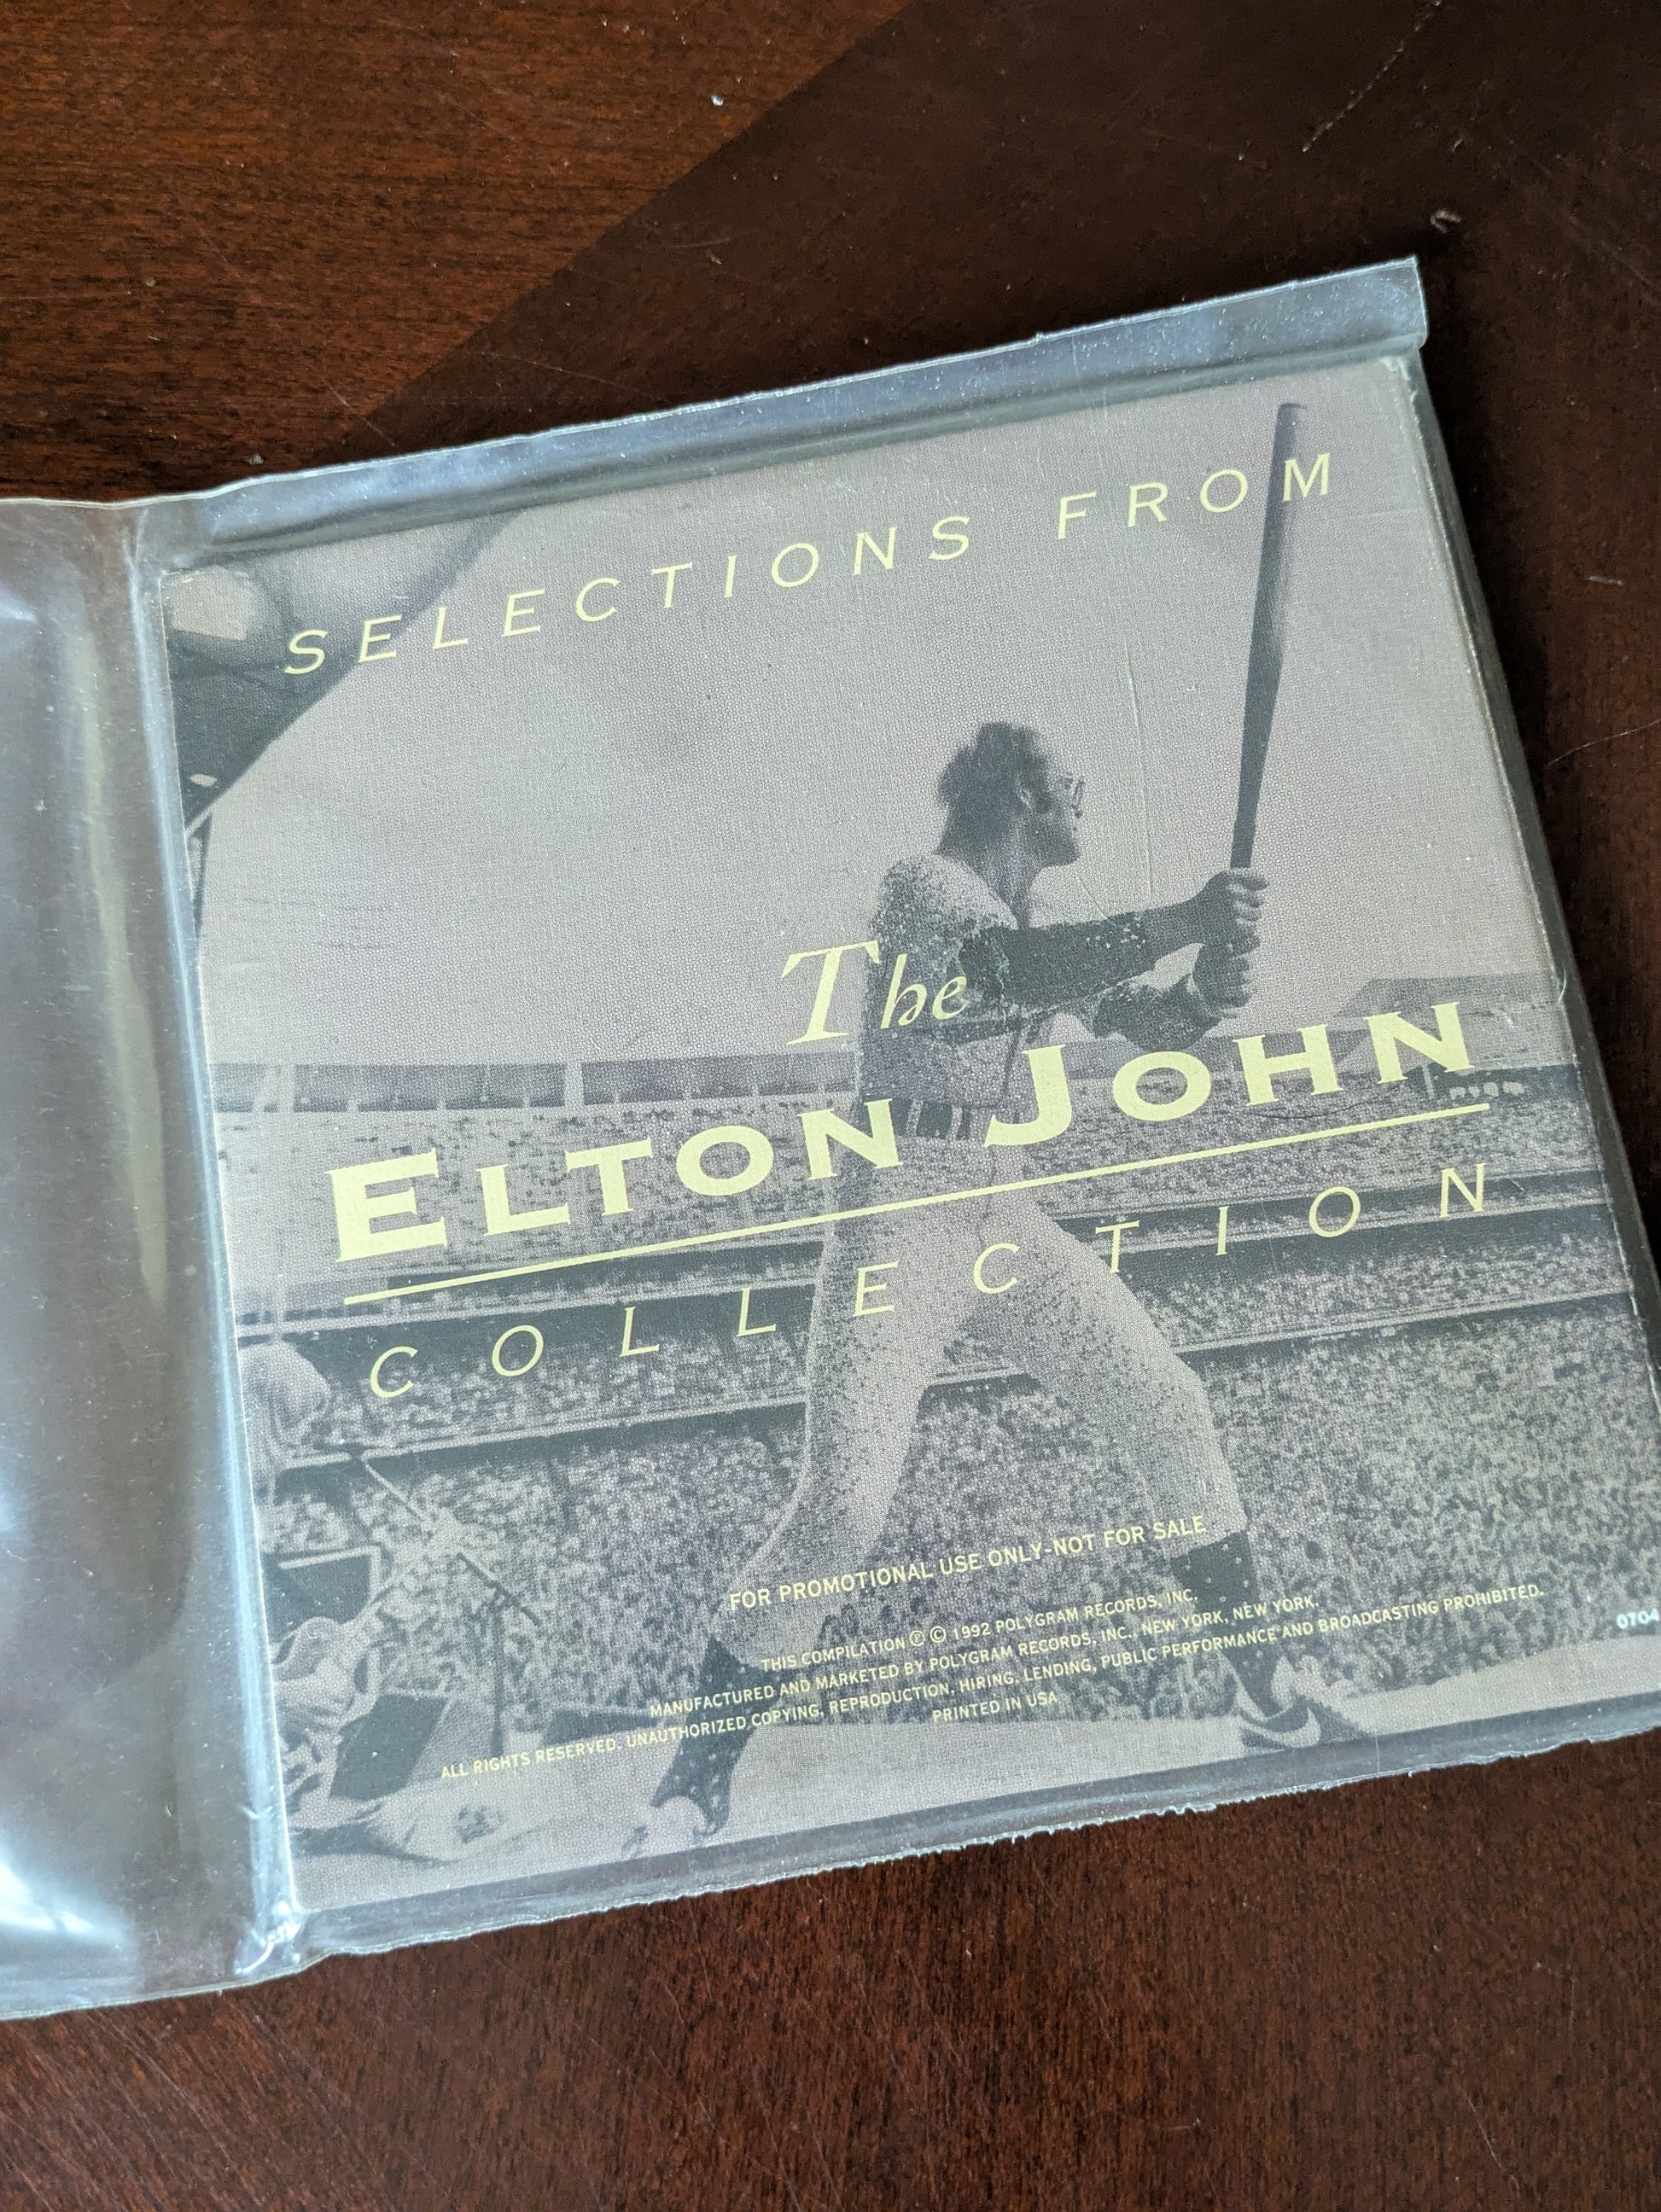 SELECTIONS FROM
The
ELTON JOHN
COLLECTION
FOR PROMOTIONAL USE ONLY-NOT FOR SALE
THIS COMPILATION ℗ © 1992 POLYGRAM RECORDS, INC.
MANUFACTURED AND MARKETED BY POLYGRAM RECORDS, INC., NEW YORK, NEW YORK.
ALL RIGHTS RESERVED. UNAUTHORIZED COPYING, REPRODUCTION, HIRING, LENDING, PUBLIC PERFORMANCE AND BROADCASTING PROHIBITED.
PRINTED IN USA
0704